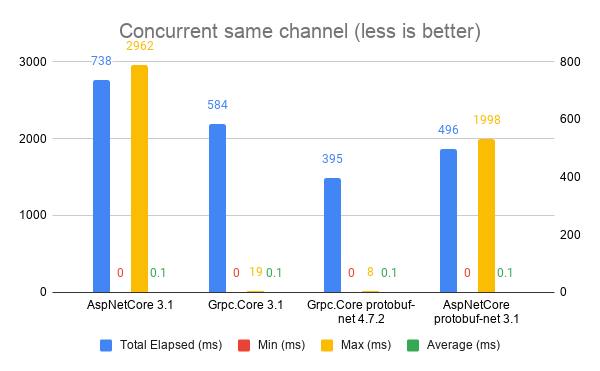 Concurrent same channel (less is better)
3000
2000
1000
0
800
600
400
200
0
738
0
2962
0.1
584
0
19
0.1
395
0
8
0.1
496
0
1998
0.1
AspNetCore 3.1
Grpc.Core 3.1
Grpc.Core protobuf-
net 4.7.2
AspNetCore
protobuf-net 3.1
Total Elapsed (ms)
Min (ms)
Max (ms)
Average (ms)